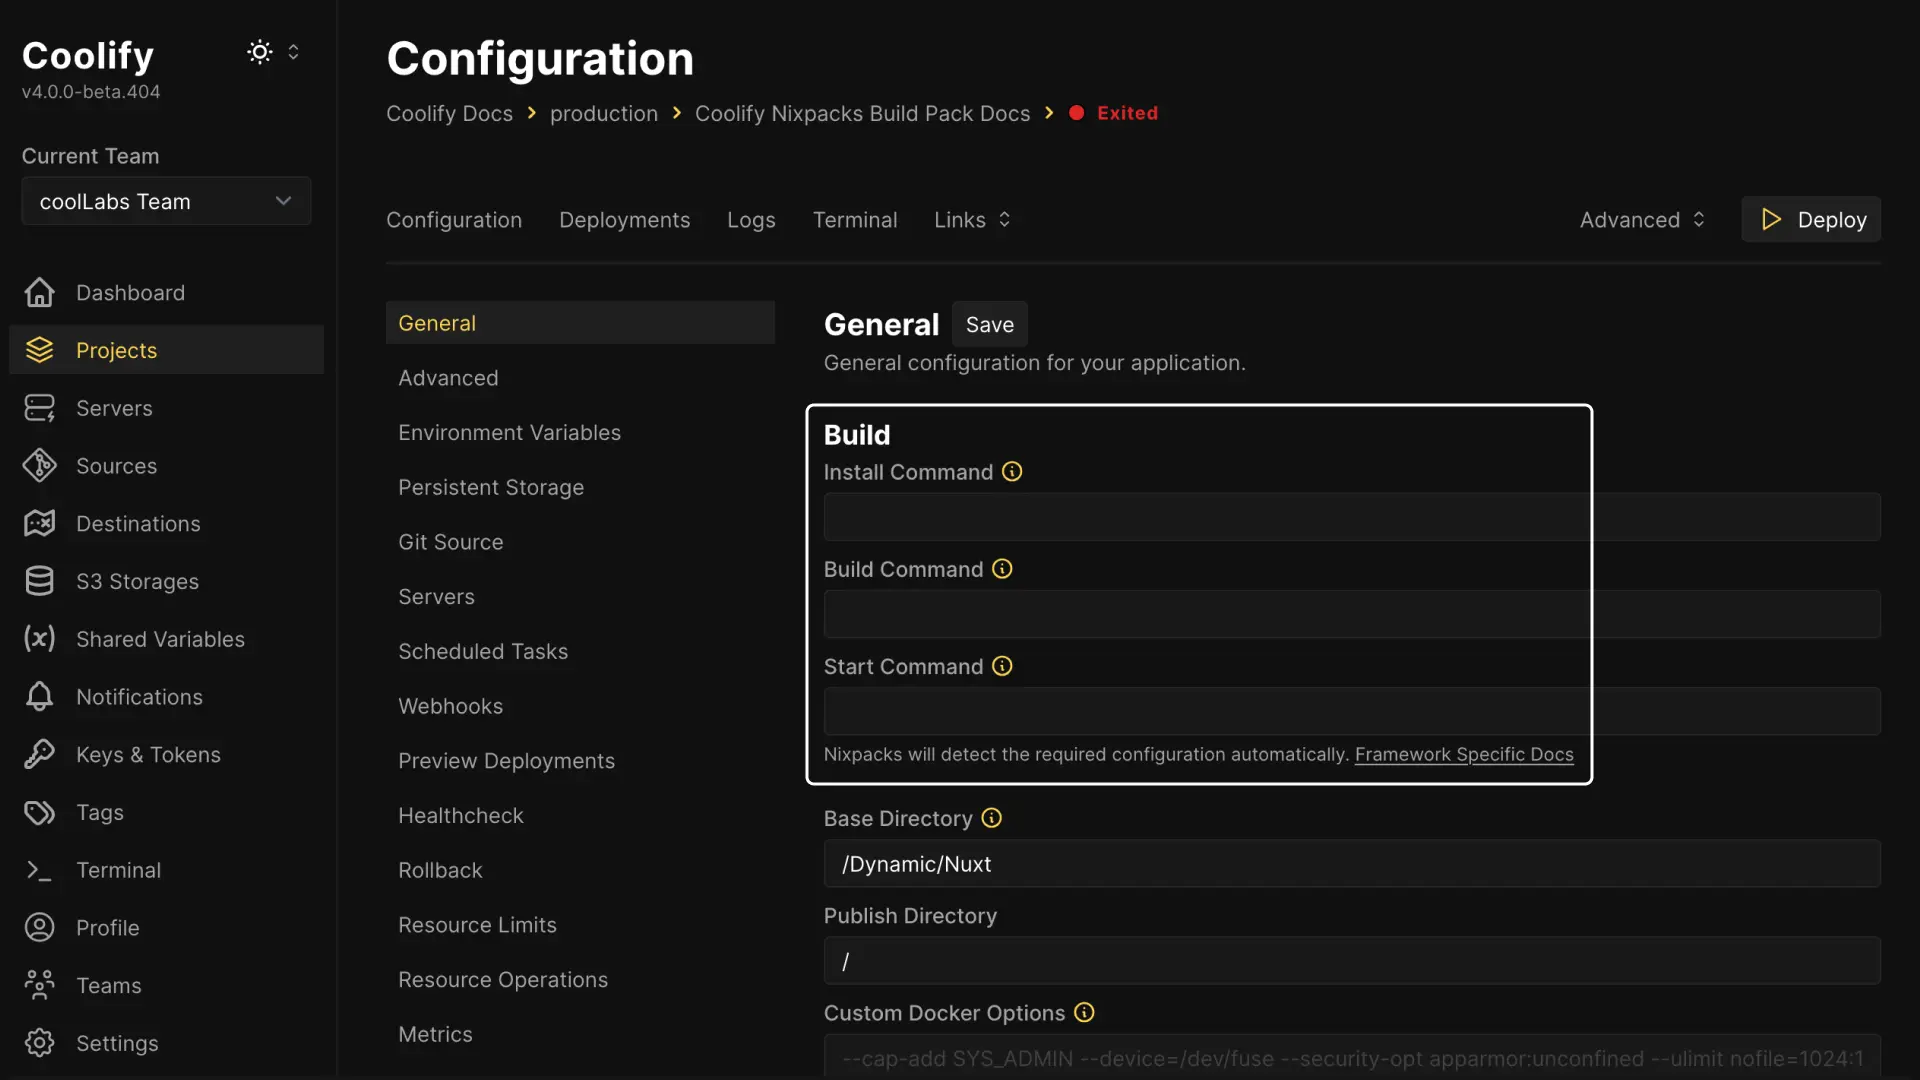 Coolify
v4.0.0-beta.404
Current Team
coolLabs Team
Dashboard
Projects
Servers
Sources
Destinations
S3 Storages
Shared Variables
Notifications
Keys & Tokens
Tags
Terminal
Profile
Teams
Settings
Configuration
Coolify Docs
production
Coolify Nixpacks Build Pack Docs
Exited
Configuration
Deployments
Logs
Terminal
Links
Advanced
Deploy
General
Advanced
Environment Variables
Persistent Storage
Git Source
Servers
Scheduled Tasks
Webhooks
Preview Deployments
Healthcheck
Rollback
Resource Limits
Resource Operations
Metrics
General
Save
General configuration for your application.
Build
Install Command
Build Command
Start Command
Nixpacks will detect the required configuration automatically. Framework Specific Docs
Base Directory
/Dynamic/Nuxt
Publish Directory
/
Custom Docker Options
--cap-add SYS_ADMIN --device=/dev/fuse --security-opt apparmor:unconfined --ulimit nofile=1024:1